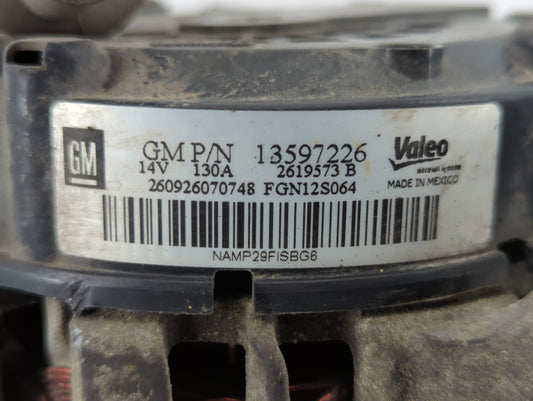 GM
GM P/N 13597226
14V 130A 2619573 B
260926070748 FGN12S064
Valeo
MADE IN MEXICO
NAMP29FISBG6